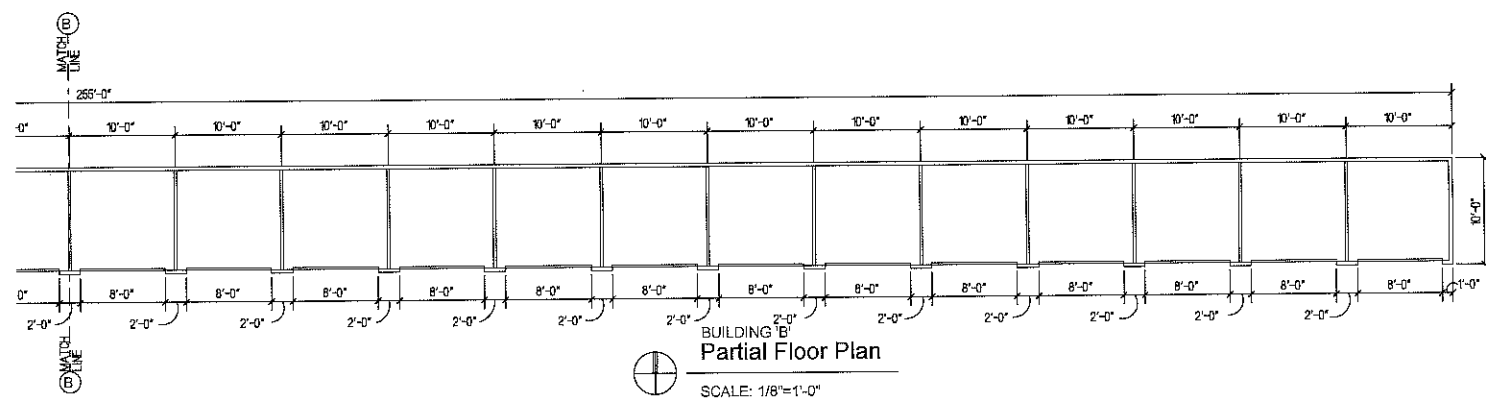 B
MATCH
LINE
255'-0"
-0" 10'-0" 10'-0" 10'-0" 10'-0" 10'-0" 10'-0" 10'-0" 10'-0" 10'-0" 10'-0" 10'-0" 10'-0" 10'-0"
10'-0"
0" 8'-0" 8'-0" 8'-0" 8'-0" 8'-0" 8'-0" 8'-0" 8'-0" 8'-0" 8'-0" 8'-0" 8'-0" 8'-0" 1'-0"
2'-0" 2'-0" 2'-0" 2'-0" 2'-0" 2'-0" 2'-0" 2'-0" 2'-0" 2'-0" 2'-0" 2'-0" 2'-0"
MATCH
LINE
B
BUILDING 'B'
Partial Floor Plan
SCALE: 1/8"=1'-0"